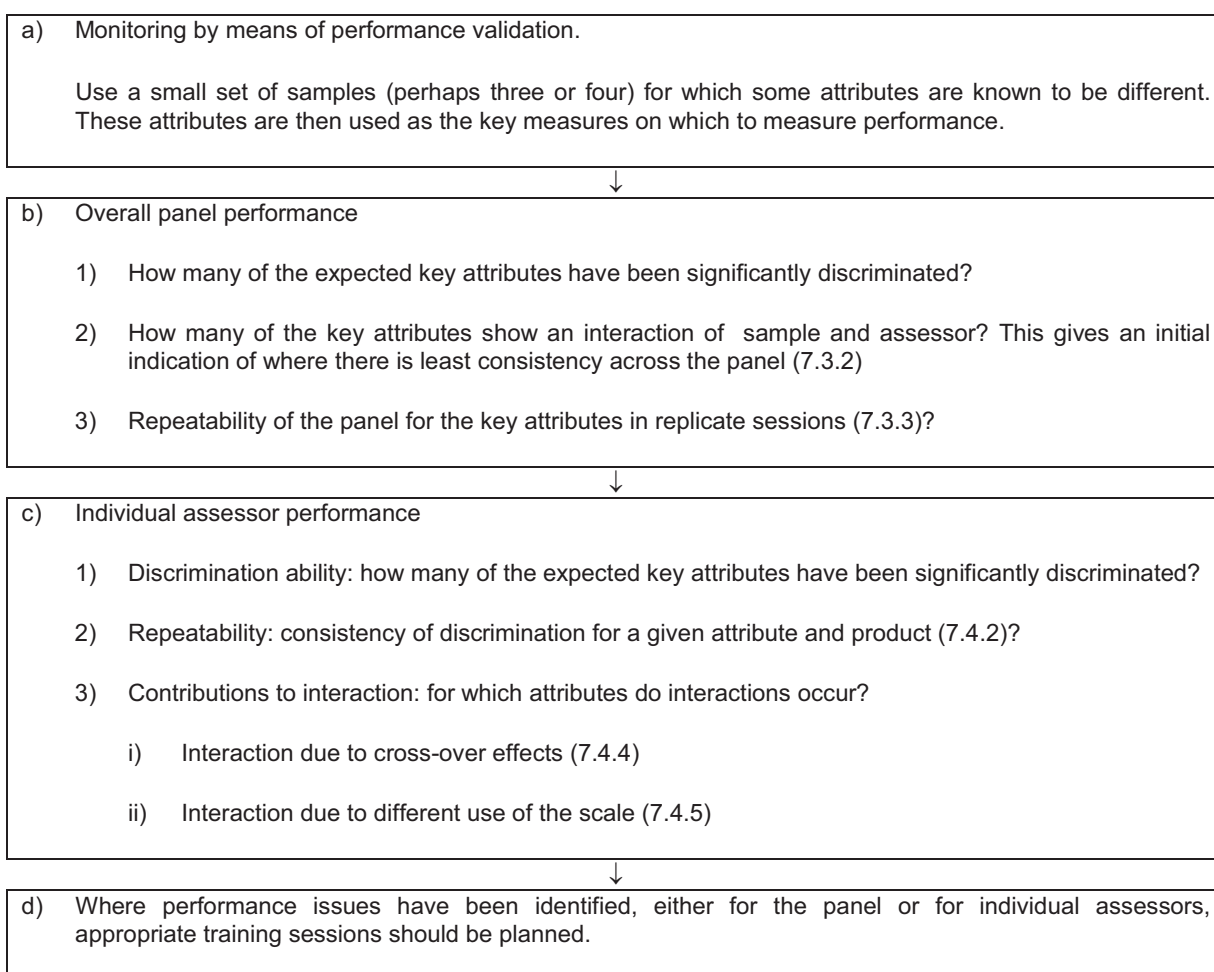 a) Monitoring by means of performance validation.
Use a small set of samples (perhaps three or four) for which some attributes are known to be different.
These attributes are then used as the key measures on which to measure performance.
↓
b) Overall panel performance
1) How many of the expected key attributes have been significantly discriminated?
2) How many of the key attributes show an interaction of sample and assessor? This gives an initial
indication of where there is least consistency across the panel (7.3.2)
3) Repeatability of the panel for the key attributes in replicate sessions (7.3.3)?
↓
c) Individual assessor performance
1) Discrimination ability: how many of the expected key attributes have been significantly discriminated?
2) Repeatability: consistency of discrimination for a given attribute and product (7.4.2)?
3) Contributions to interaction: for which attributes do interactions occur?
i) Interaction due to cross-over effects (7.4.4)
ii) Interaction due to different use of the scale (7.4.5)
↓
d) Where performance issues have been identified, either for the panel or for individual assessors,
appropriate training sessions should be planned.